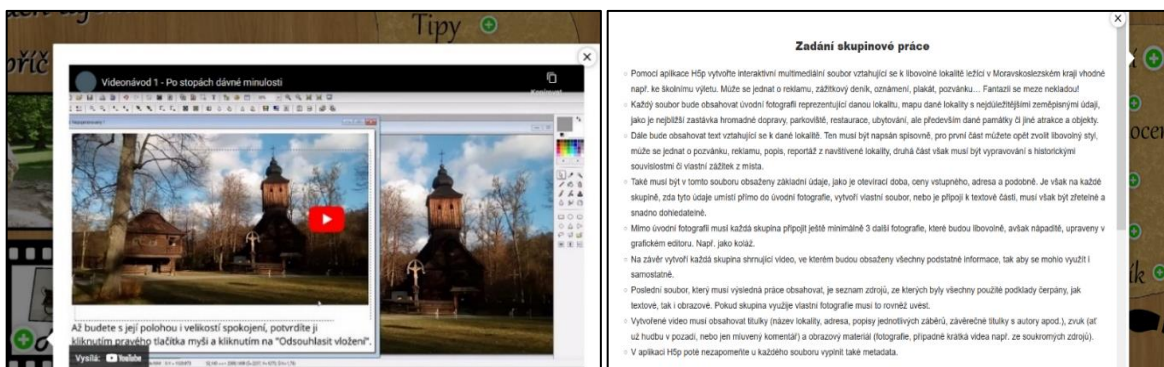 Tipy
příč
Videonávod 1 - Po stopách dávné minulosti
Kopírovat
Až budete s její polohou i velikostí spokojení, potvrďte ji
kliknutím pravého tlačítka myši a kliknutím na "Odsouhlasit vložení".
Vysílá: YouTube
Zadání skupinové práce
Pomocí aplikace H5p vytvořte interaktivní multimediální soubor vztahující se k libovolné lokalitě ležící v Moravskoslezském kraji vhodné
např. ke školnímu výletu. Může se jednat o reklamu, zážitkový deník, oznámení, plakát, pozvánku… Fantazii se meze nekladou!
Každý soubor bude obsahovat úvodní fotografii reprezentující danou lokalitu, mapu dané lokality s nejdůležitějšími zeměpisnými údaji,
jako je nejbližší zastávka hromadné dopravy, parkoviště, restaurace, ubytování, ale především dané památky či jiné atrakce a objekty.
Dále bude obsahovat text vztahující se k dané lokalitě. Ten musí být napsán spisovně, pro první část můžete opět zvolit libovolný styl,
může se jednat o pozvánku, reklamu, popis, reportáž z navštívené lokality, druhá část však musí být vypravování s historickými
souvislostmi či vlastní zážitek z místa.
Také musí být v tomto souboru obsaženy základní údaje, jako je otevírací doba, ceny vstupného, adresa a podobně. Je však na každé
skupině, zda tyto údaje umístí přímo do úvodní fotografie, vytvoří vlastní soubor, nebo je připojí k textové části, musí však být zřetelné a
snadno dohledatelné.
Mimo úvodní fotografii musí každá skupina připojit ještě minimálně 3 další fotografie, které budou libovolně, avšak nápaditě, upraveny v
grafickém editoru. Např. jako koláž.
Na závěr vytvoří každá skupina shrnující video, ve kterém budou obsaženy všechny podstatné informace, tak aby se mohlo využít i
samostatně.
Poslední soubor, který musí výsledná práce obsahovat, je seznam zdrojů, ze kterých byly všechny použité podklady čerpány, jak
textové, tak i obrazové. Pokud skupina využije vlastní fotografie musí to rovněž uvést.
Vytvořené video musí obsahovat titulky (název lokality, adresa, popisy jednotlivých záběrů, závěrečné titulky s autory apod.), zvuk (ať
už hudbu v pozadí, nebo jen mluvený komentář) a obrazový materiál (fotografie, případně krátká videa např. ze soukromých zdrojů).
V aplikaci H5p poté nezapomeňte u každého souboru vyplnit také metadata.